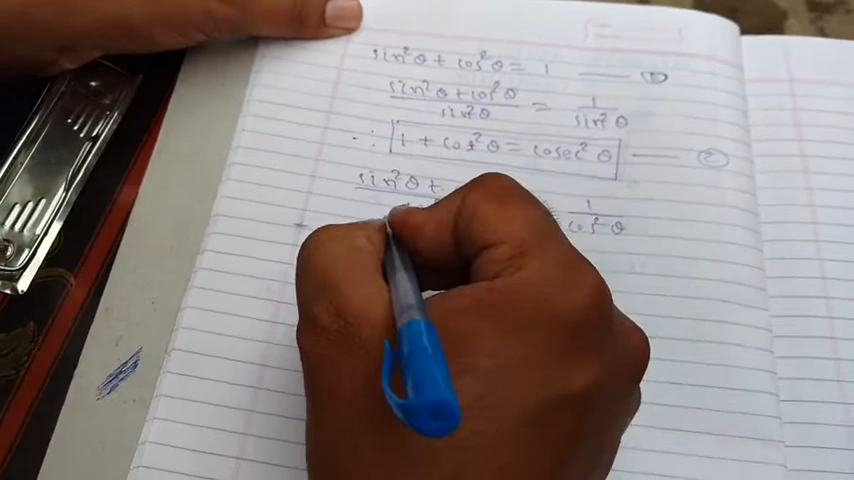 sin²θ + cos²θ = 1 —— ①
sin²θ + cos²θ / sin²θ = 1 / sin²θ
∴ 1 + cot²θ = cosec²θ —— ②
sin²θ + 1 / cos²θ